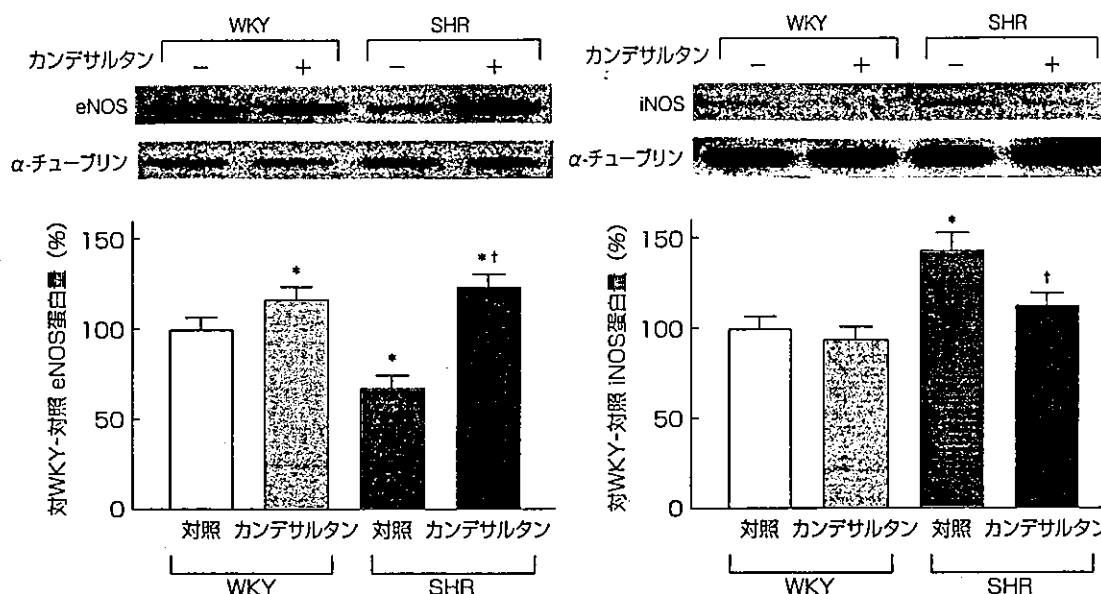 WKY SHR
カンデサルタン − + − +
eNOS
α-チューブリン
対WKY-対照 eNOS蛋白量 (%)
150
100
50
0
*
*
*†
対照 カンデサルタン 対照 カンデサルタン
WKY SHR
WKY SHR
カンデサルタン − + − +
iNOS
α-チューブリン
対WKY-対照 iNOS蛋白量 (%)
150
100
50
0
*
†
対照 カンデサルタン 対照 カンデサルタン
WKY SHR